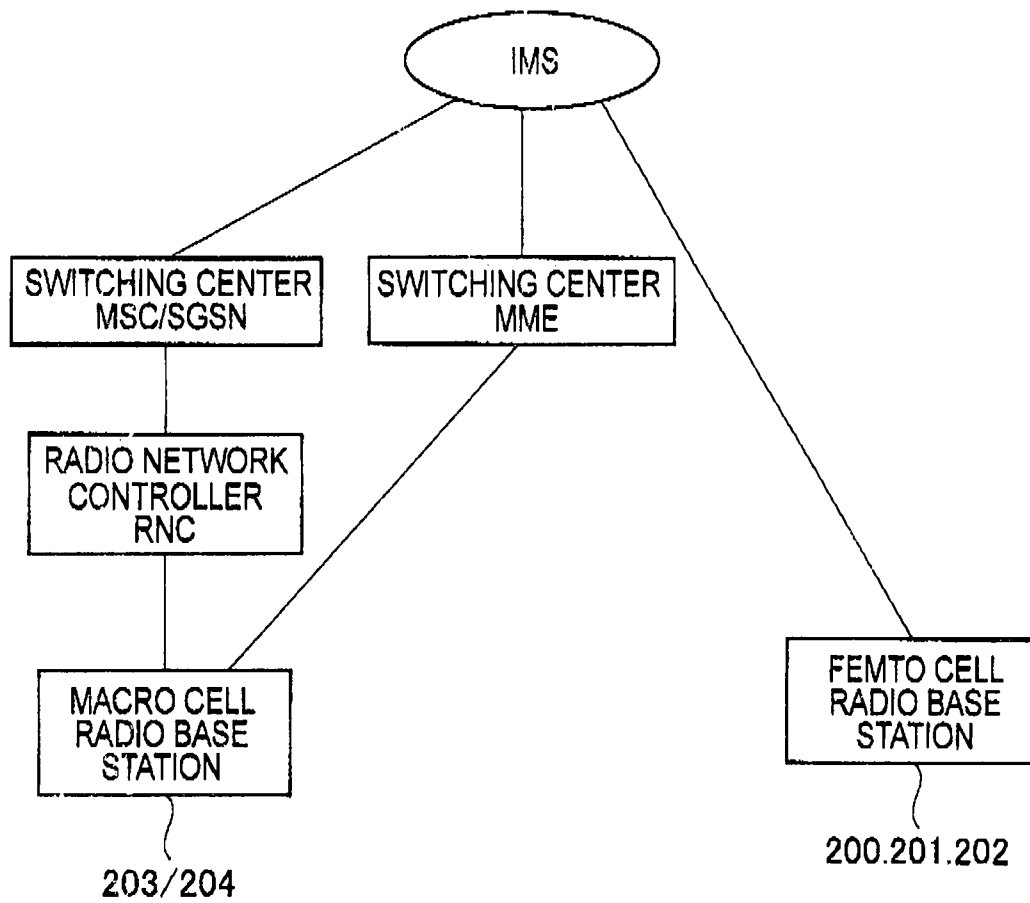 IMS
SWITCHING CENTER
MSC/SGSN
SWITCHING CENTER
MME
RADIO NETWORK
CONTROLLER
RNC
MACRO CELL
RADIO BASE
STATION
FEMTO CELL
RADIO BASE
STATION
203/204
200.201.202